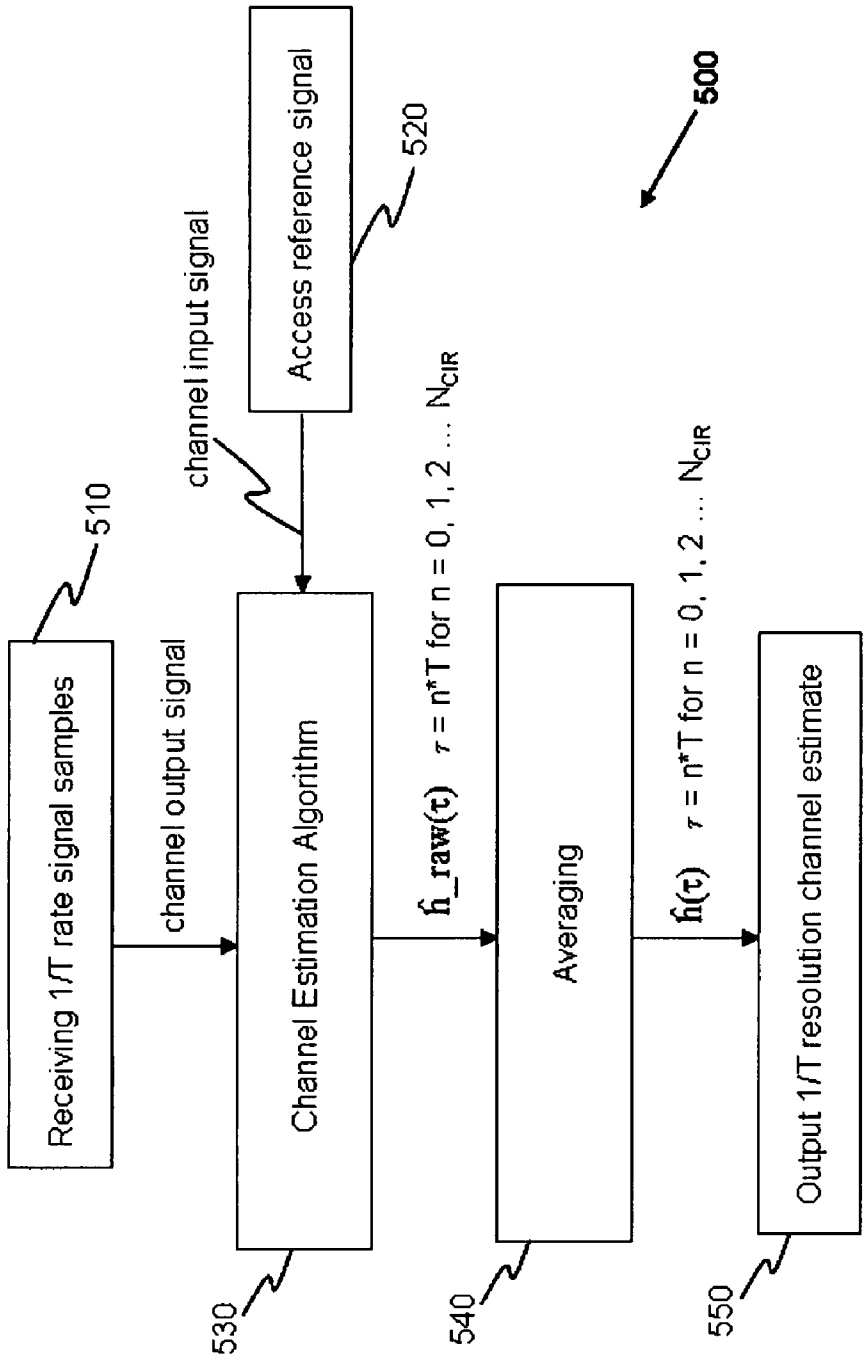 510
Receiving 1/T rate signal samples
channel output signal
channel input signal
Access reference signal
520
530
Channel Estimation Algorithm
ĥ_raw(τ) τ = n*T for n = 0, 1, 2 ... N_CIR
540
Averaging
ĥ(τ) τ = n*T for n = 0, 1, 2 ... N_CIR
550
Output 1/T resolution channel estimate
500